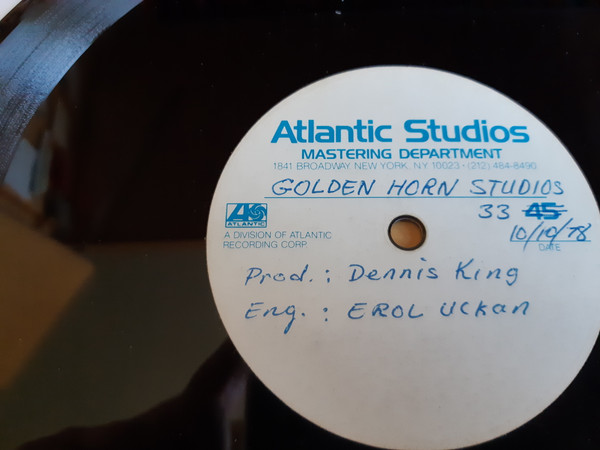 Atlantic Studios
MASTERING DEPARTMENT
1841 BROADWAY, NEW YORK, N.Y. 10023 • (212) 484-8490
GOLDEN HORN STUDIOS
33 45
10/10/78
DATE
ATLANTIC
A DIVISION OF ATLANTIC
RECORDING CORP.
Prod.: Dennis King
Eng.: EROL UCKAN